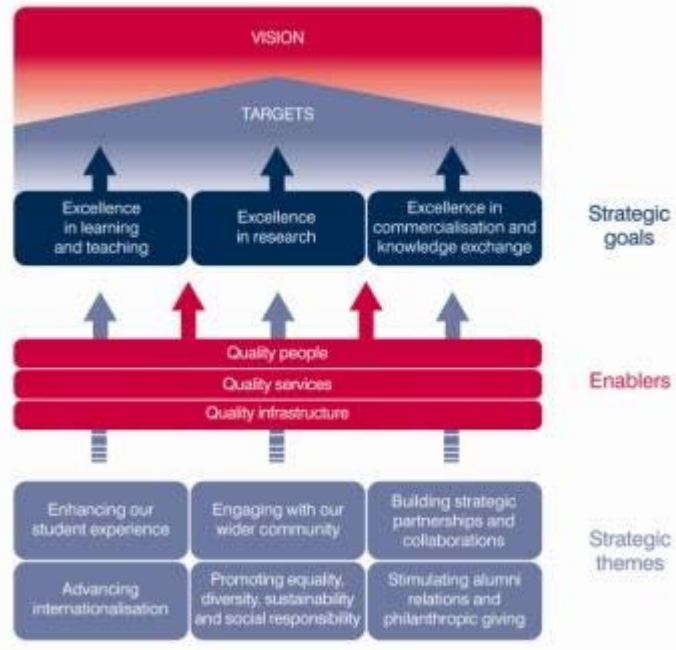 VISION
TARGETS
Excellence
in learning
and teaching
Excellence
in research
Excellence in
commercialisation and
knowledge exchange
Strategic
goals
Quality people
Quality services
Quality infrastructure
Enablers
Enhancing our
student experience
Engaging with our
wider community
Building strategic
partnerships and
collaborations
Advancing
internationalisation
Promoting equality,
diversity, sustainability
and social responsibility
Stimulating alumni
relations and
philanthropic giving
Strategic
themes